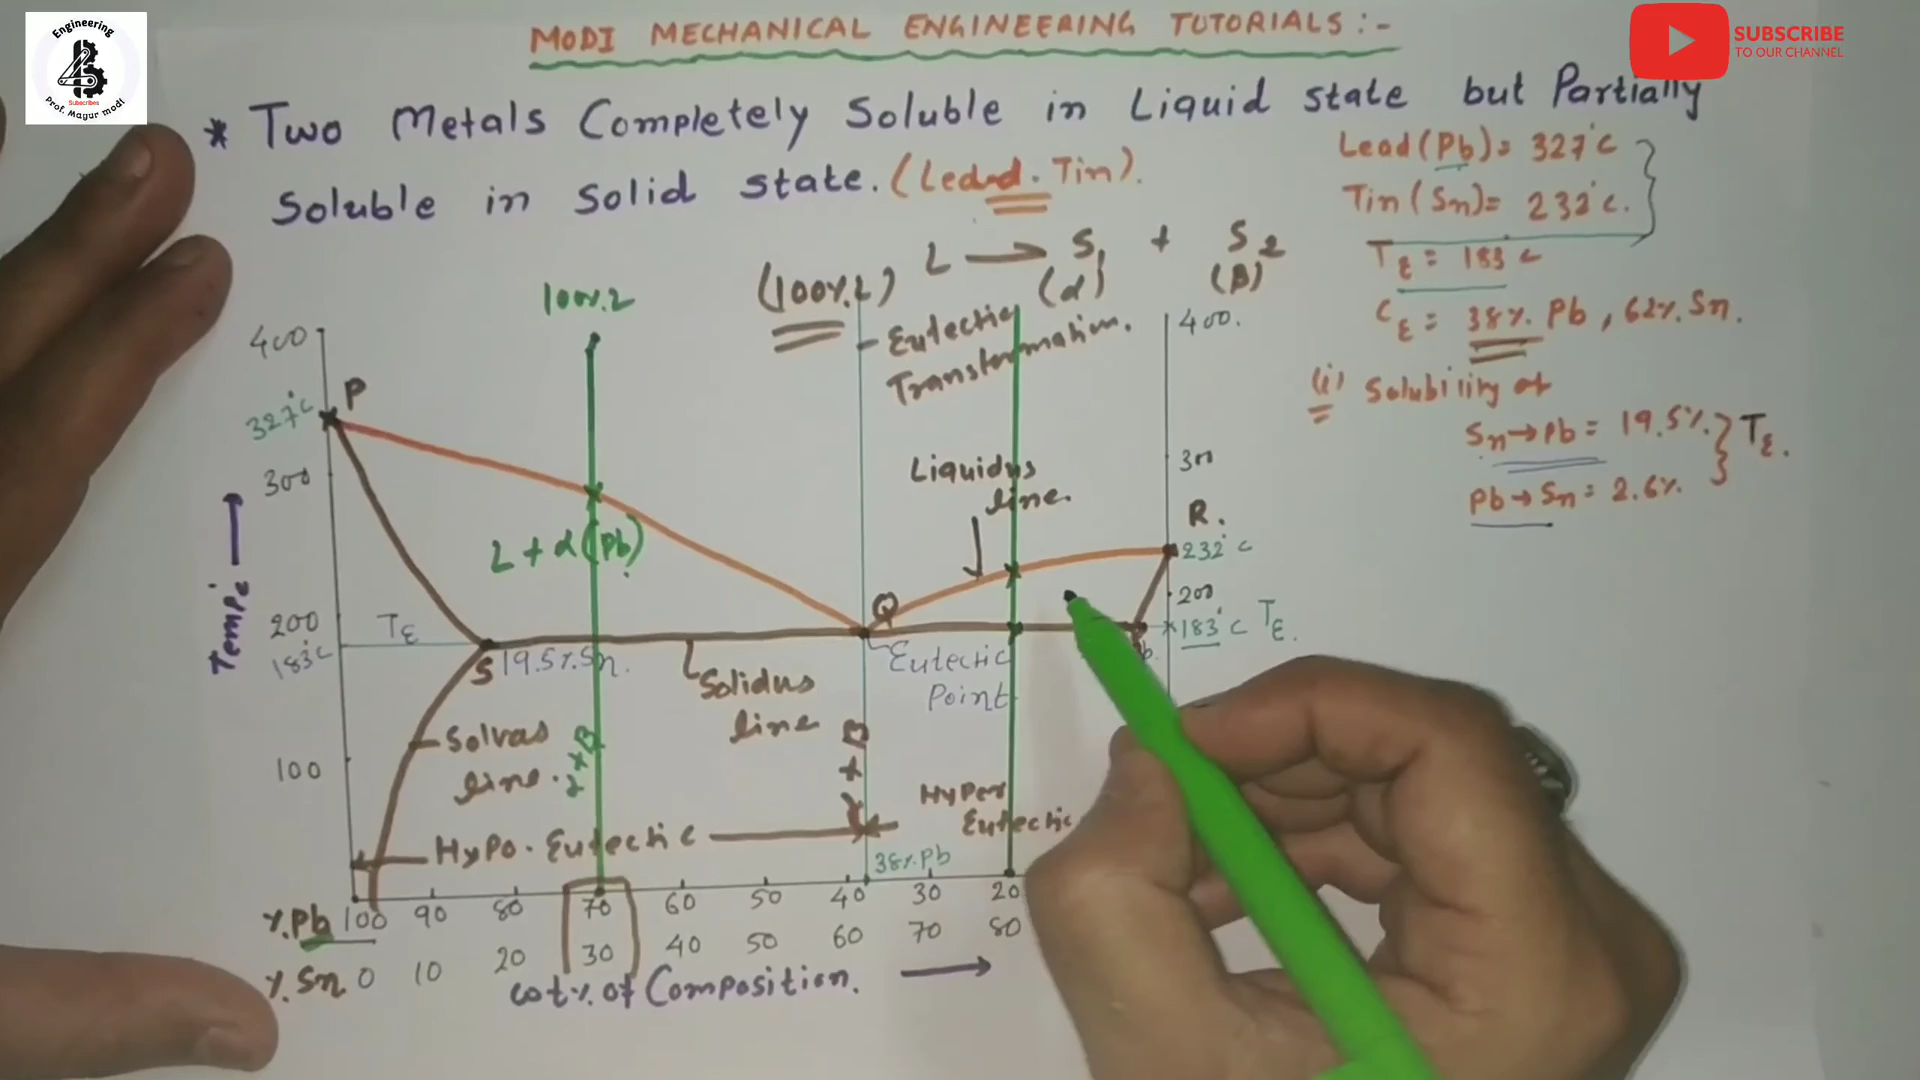 Engineering
Subscribes
Prof. Mayur modi
MODI MECHANICAL ENGINEERING TUTORIALS :-
SUBSCRIBE
TO OUR CHANNEL
* Two Metals Completely Soluble in Liquid state but Partially
Soluble in Solid state. (Lead. Tin).
Lead (Pb) = 327°C
Tin (Sn) = 232°C.
TE = 183°C
CE = 38% Pb, 62% Sn.
(i) Solubility of
Sn→Pb = 19.5%
Pb→Sn = 2.6%
} TE.
100% L
(100% L) L → S1 + S2
(α) (β)
- Eutectic
Transformation.
400
327°C
P
300
200
183°C
100
Tempe →
TE
L + α (Pb)
Liquidus
line.
400.
300
R.
232°C
200
183°C TE.
Q
S 19.5% Sn.
Eutectic
Point
Solidus
line
Solvas
line.
α + β
α + β
Hypo. Eutectic
Hyper
Eutectic
38% Pb
% Pb 100 90 80 70 60 50 40 30 20
% Sn 0 10 20 30 40 50 60 70 80
wt% of Composition. →